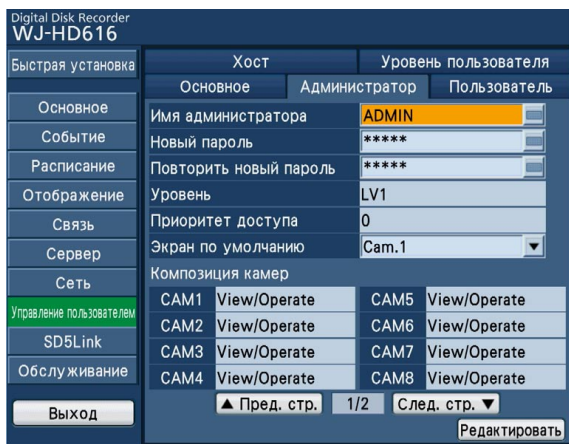 Digital Disk Recorder
WJ-HD616
Быстрая установка
Основное
Событие
Расписание
Отображение
Связь
Сервер
Сеть
Управление пользователем
SD5Link
Обслуживание
Выход
Хост Уровень пользователя
Основное Администратор Пользователь
Имя администратора ADMIN
Новый пароль *****
Повторить новый пароль *****
Уровень LV1
Приоритет доступа 0
Экран по умолчанию Cam.1 ▼
Композиция камер
CAM1 View/Operate CAM5 View/Operate
CAM2 View/Operate CAM6 View/Operate
CAM3 View/Operate CAM7 View/Operate
CAM4 View/Operate CAM8 View/Operate
▲ Пред. стр. 1/2 След. стр. ▼
Редактировать